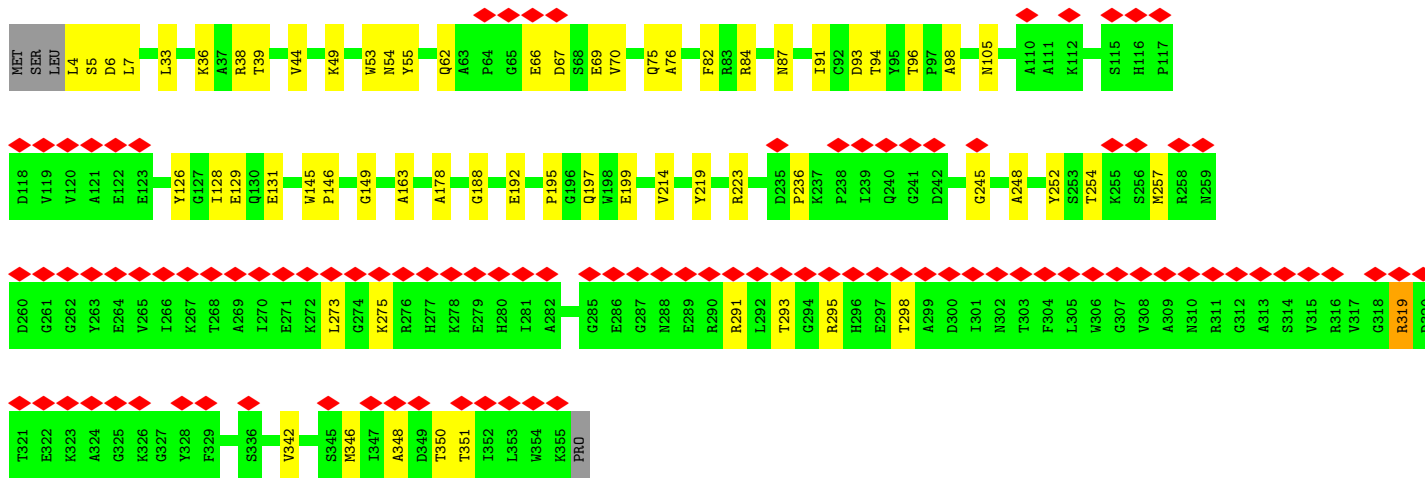 MET SER LEU L4 S5 D6 L7 L33 K36 A37 R38 T39 V44 K49 W53 N54 Y55 Q62 A63 P64 G65 E66 D67 S68 E69 V70 Q75 A76 F82 R83 R84 N87 I91 C92 D93 T94 Y95 T96 P97 A98 N105 A110 A111 K112 S115 H116 P117
D118 V119 V120 A121 E122 E123 Y126 G127 I128 E129 Q130 E131 W145 P146 G149 A163 A178 G188 E192 P195 G196 Q197 W198 E199 V214 Y219 R223 D235 P236 K237 P238 I239 Q240 G241 D242 G245 A248 Y252 S253 T254 K255 S256 M257 R258 N259
D260 G261 G262 Y263 E264 V265 I266 K267 T268 A269 I270 E271 K272 L273 G274 K275 R276 H277 K278 E279 H280 I281 A282 G285 E286 G287 N288 E289 R290 R291 L292 T293 G294 R295 H296 E297 T298 A299 D300 I301 N302 T303 F304 L305 W306 G307 V308 A309 N310 R311 G312 A313 S314 V315 R316 V317 G318 R319
T321 E322 K323 A324 G325 K326 G327 Y328 F329 S336 V342 S345 M346 I347 A348 D349 T350 T351 I352 L353 W354 K355 PRO